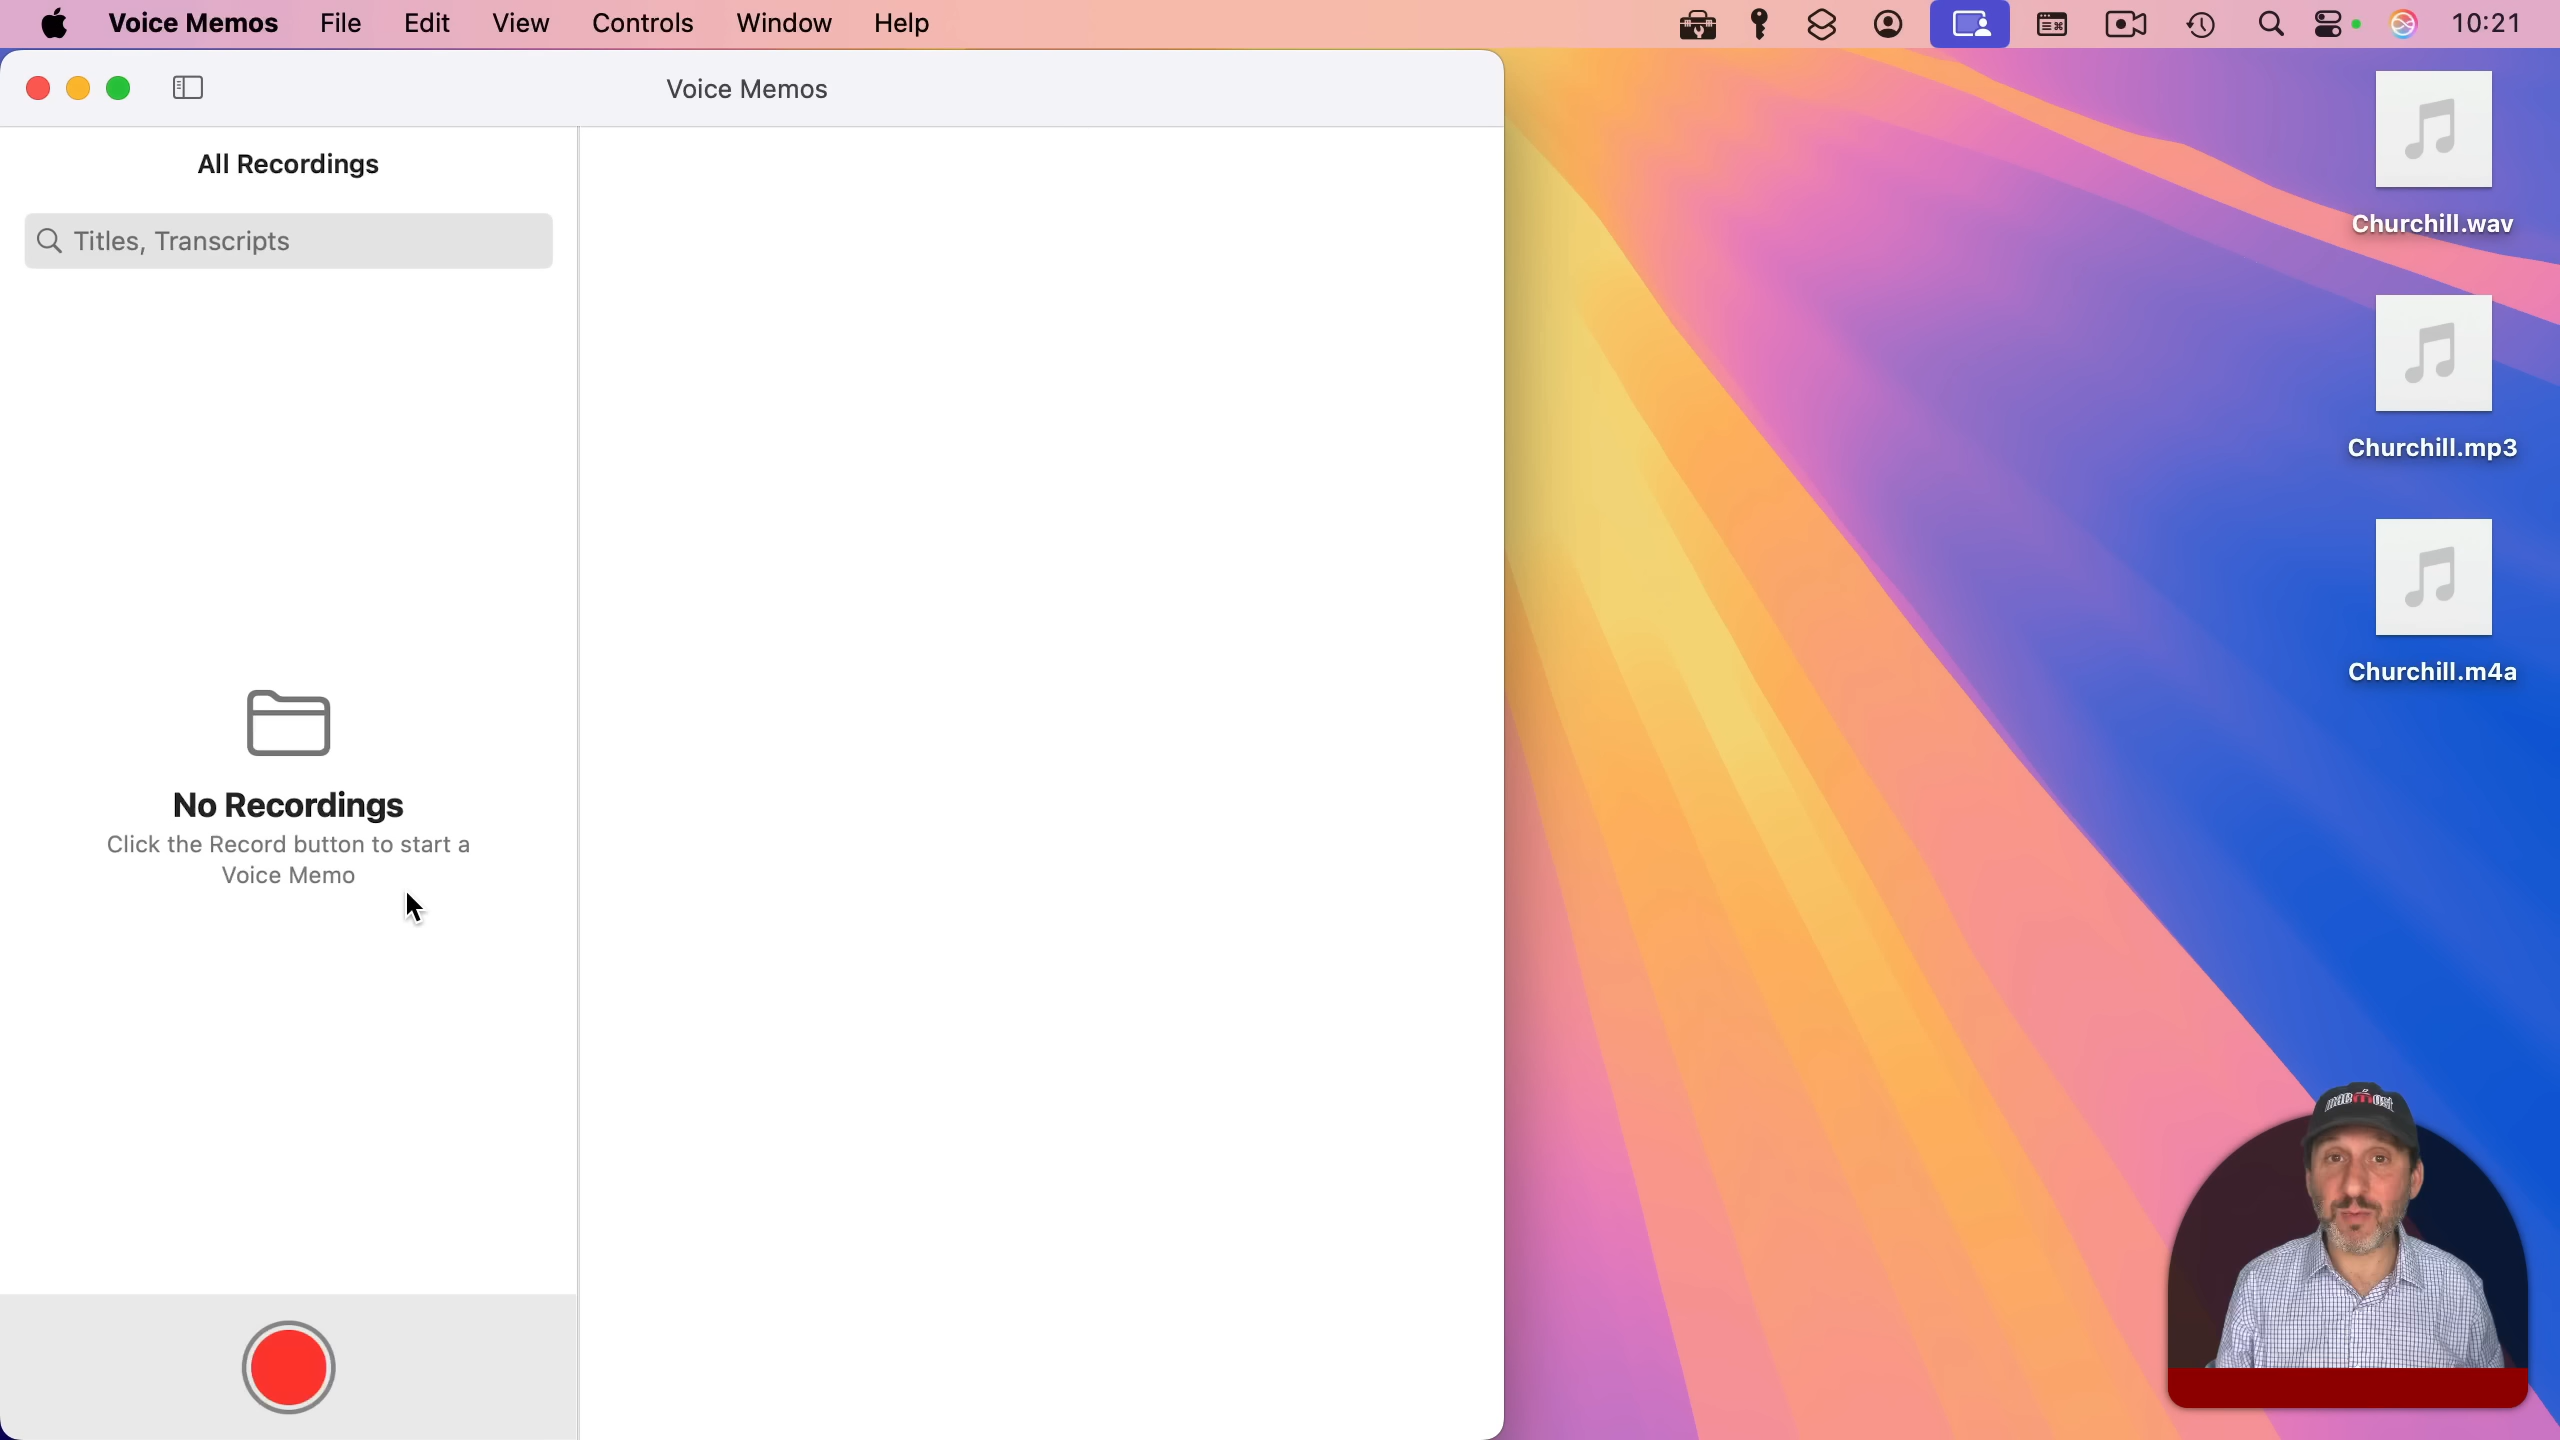 Voice Memos File Edit View Controls Window Help 10:21
Voice Memos
All Recordings
Titles, Transcripts
No Recordings
Click the Record button to start a
Voice Memo
Churchill.wav
Churchill.mp3
Churchill.m4a
macmost